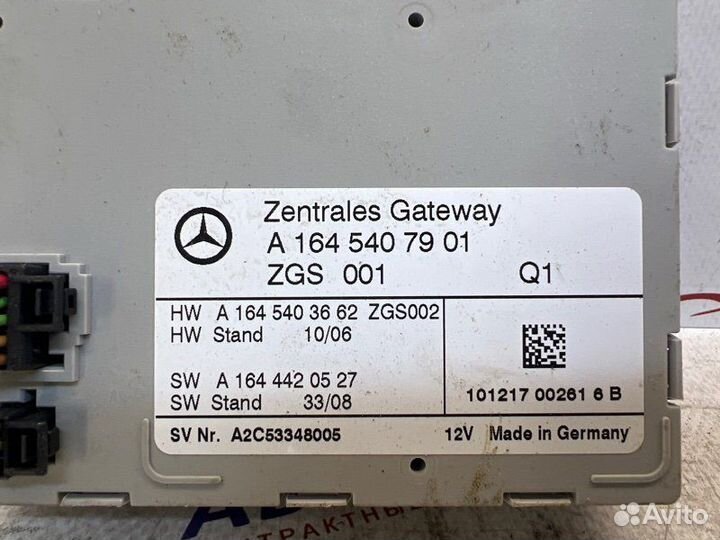 Zentrales Gateway
A 164 540 79 01
ZGS 001 Q1
HW A 164 540 36 62 ZGS002
HW Stand 10/06
SW A 164 442 05 27
SW Stand 33/08
101217 00261 6 B
SV Nr. A2C53348005 12V Made in Germany
Avito